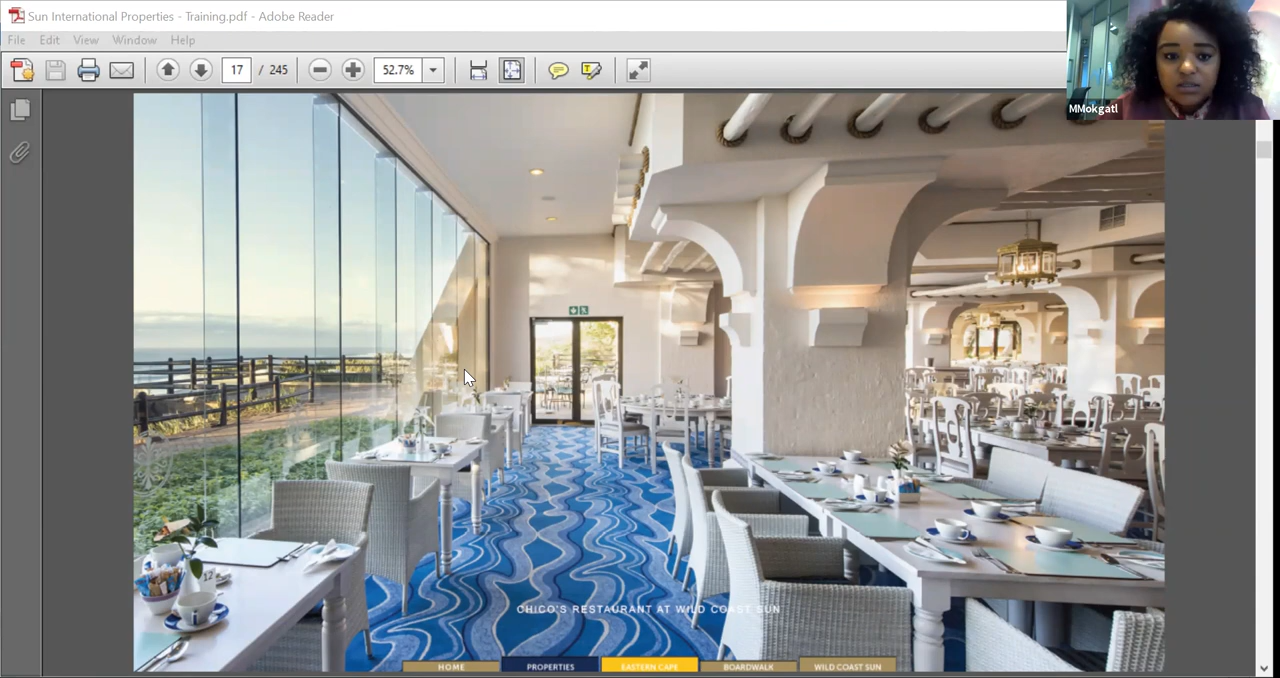 Sun International Properties - Training.pdf - Adobe Reader
File Edit View Window Help
17 / 245 52.7%
MMokgatl
12
CHICO'S RESTAURANT AT WILD COAST SUN
HOME PROPERTIES EASTERN CAPE BOARDWALK WILD COAST SUN